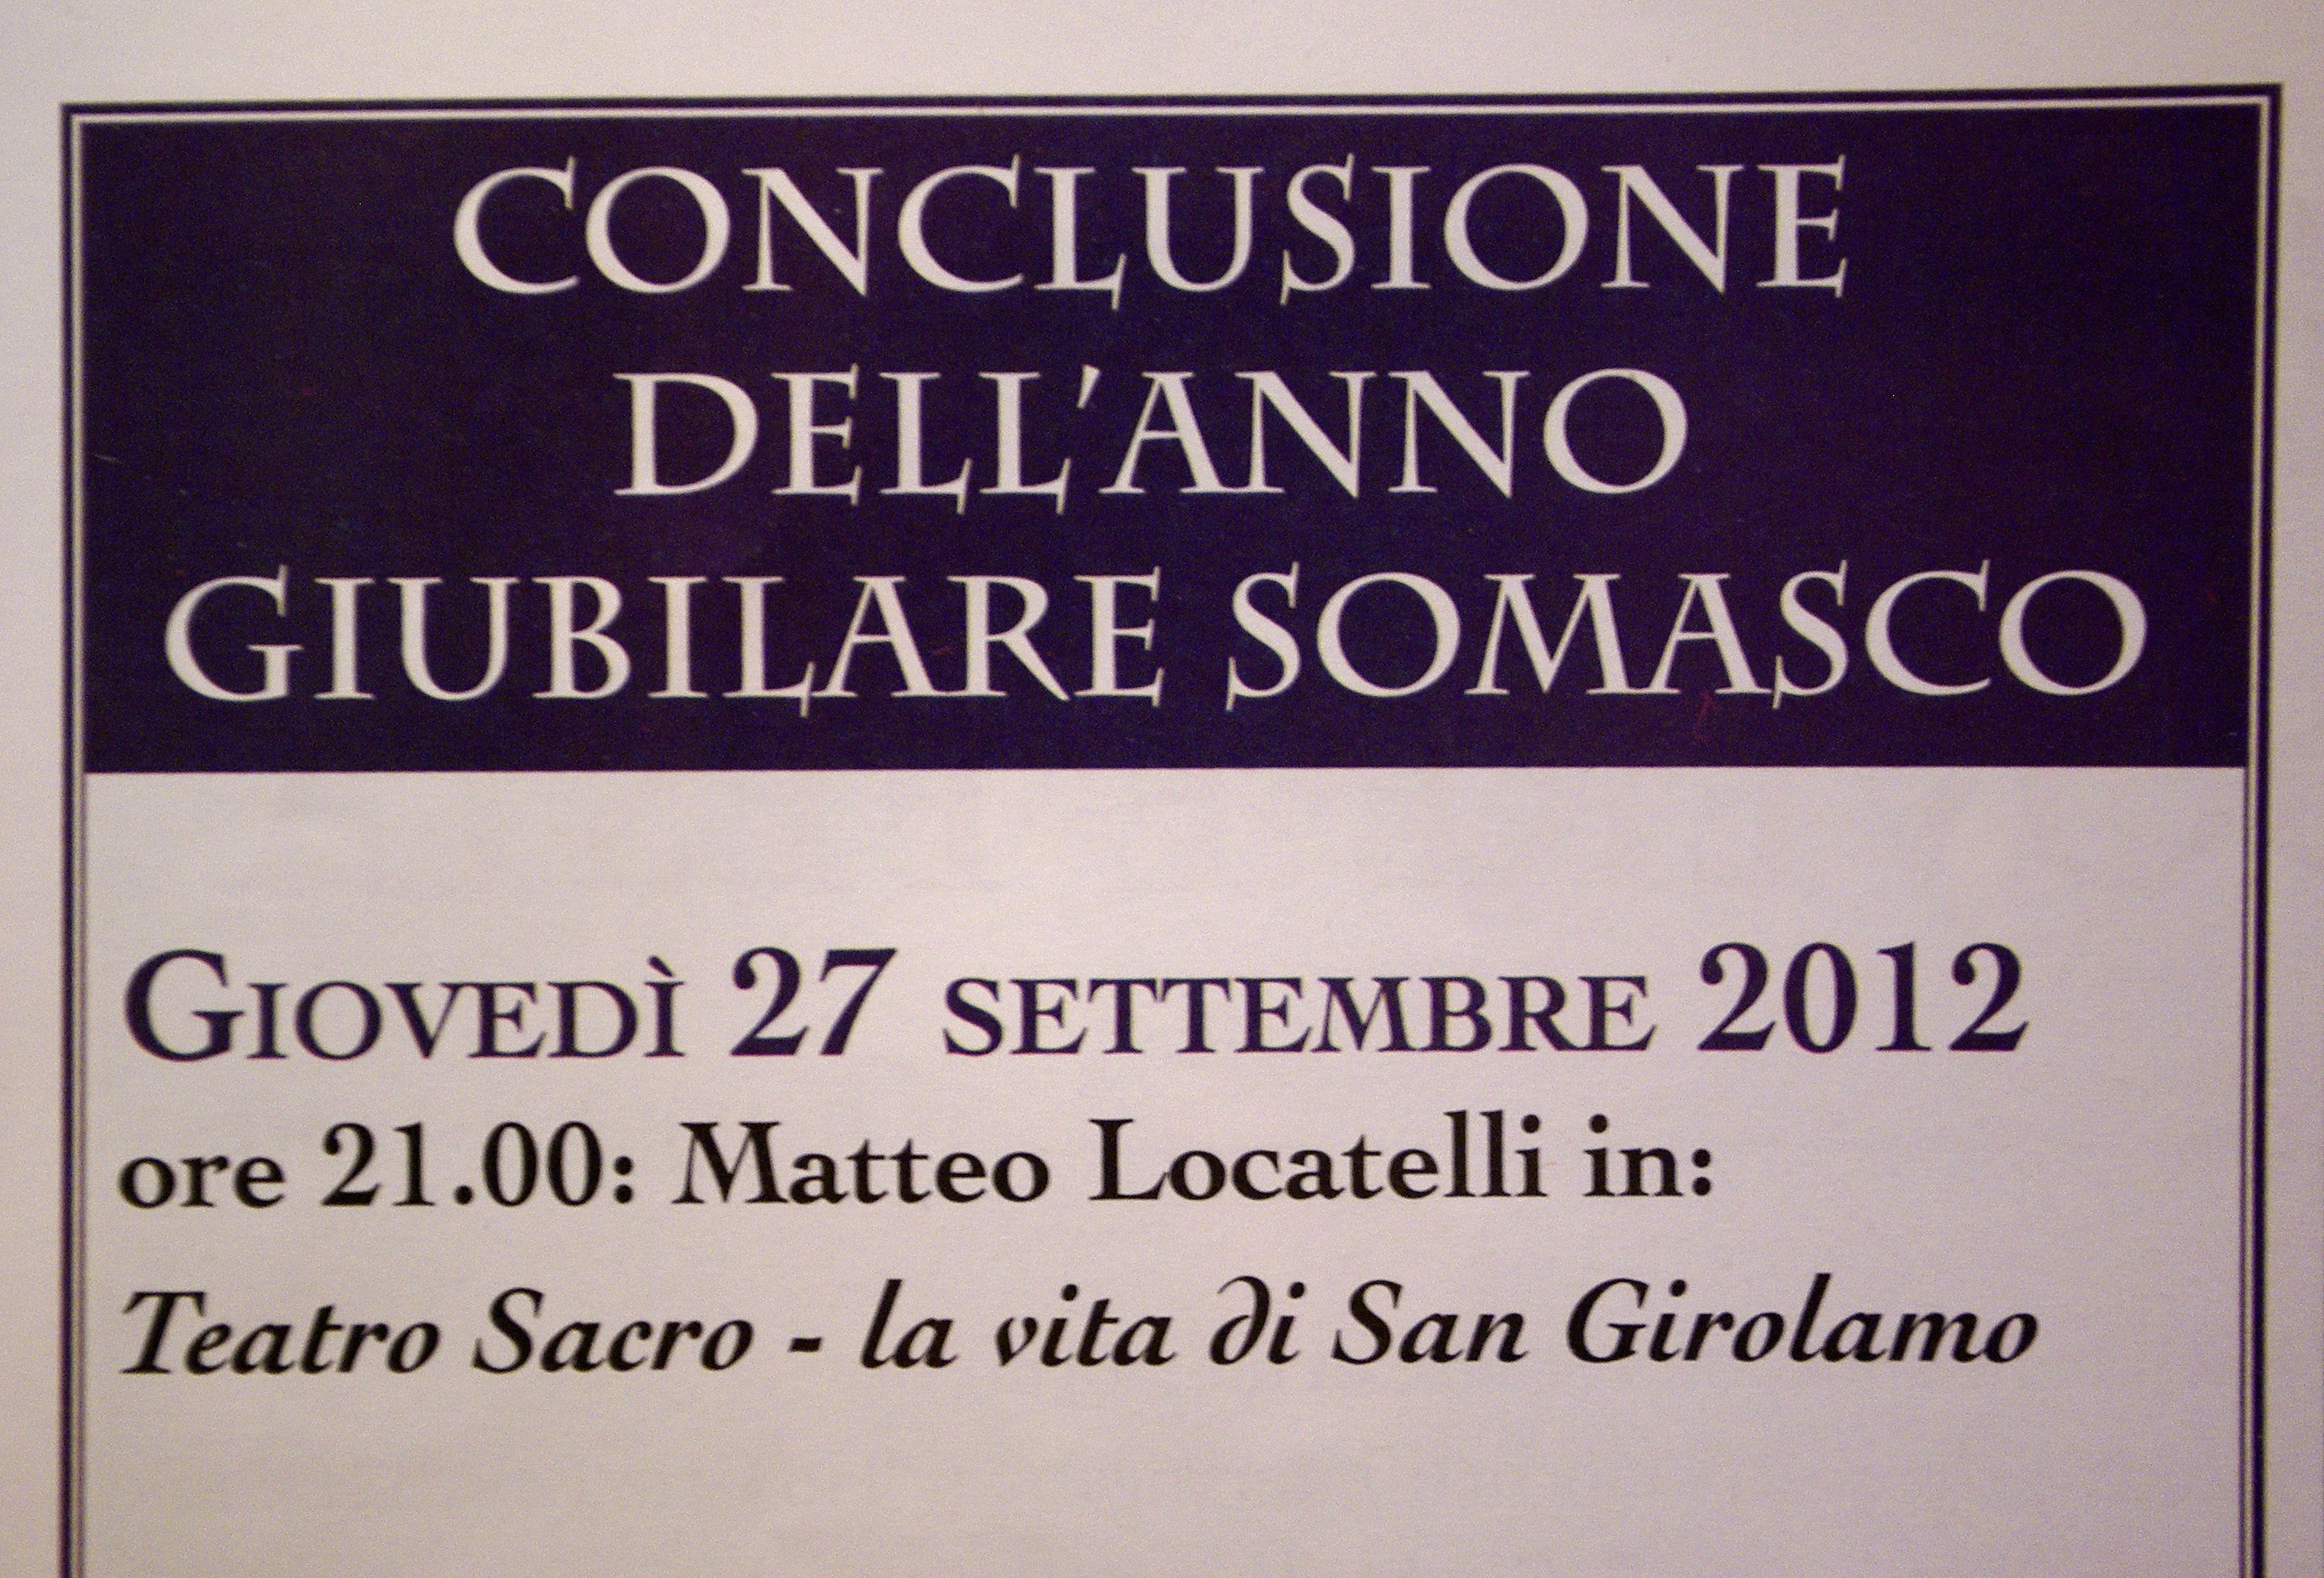 CONCLUSIONE
DELL'ANNO
GIUBILARE SOMASCO
GIOVEDÌ 27 SETTEMBRE 2012
ore 21.00: Matteo Locatelli in:
Teatro Sacro - la vita di San Girolamo